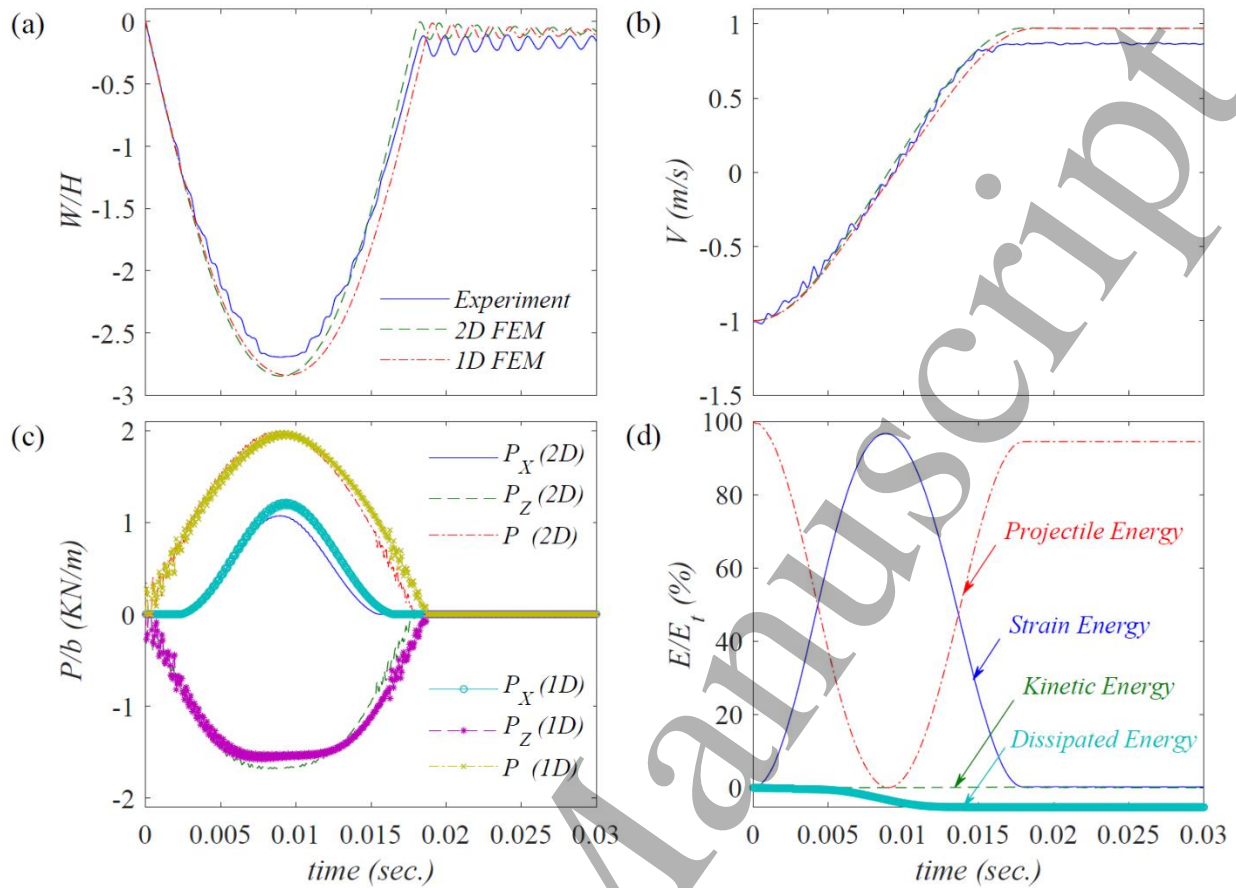 (a)
0
-0.5
-1
-1.5
-2
-2.5
-3
W/H
Experiment
2D FEM
1D FEM
(b)
1
0.5
0
-0.5
-1
-1.5
V (m/s)
(c)
2
1
0
-1
-2
P/b (KN/m)
P_X (2D)
P_Z (2D)
P (2D)
P_X (1D)
P_Z (1D)
P (1D)
0 0.005 0.01 0.015 0.02 0.025 0.03
time (sec.)
(d)
100
80
60
40
20
0
E/E_t (%)
Projectile Energy
Strain Energy
Kinetic Energy
Dissipated Energy
0 0.005 0.01 0.015 0.02 0.025 0.03
time (sec.)
Manuscript